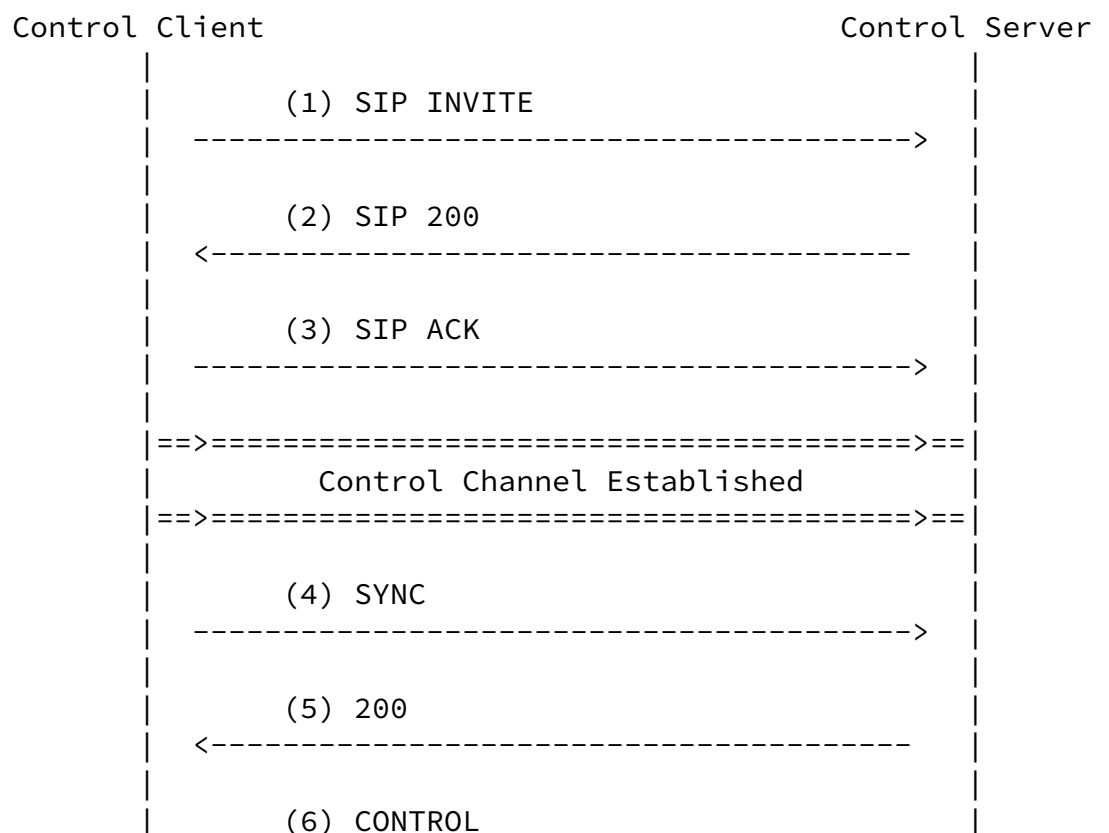 Control Client Control Server
(1) SIP INVITE
(2) SIP 200
(3) SIP ACK
Control Channel Established
(4) SYNC
(5) 200
(6) CONTROL